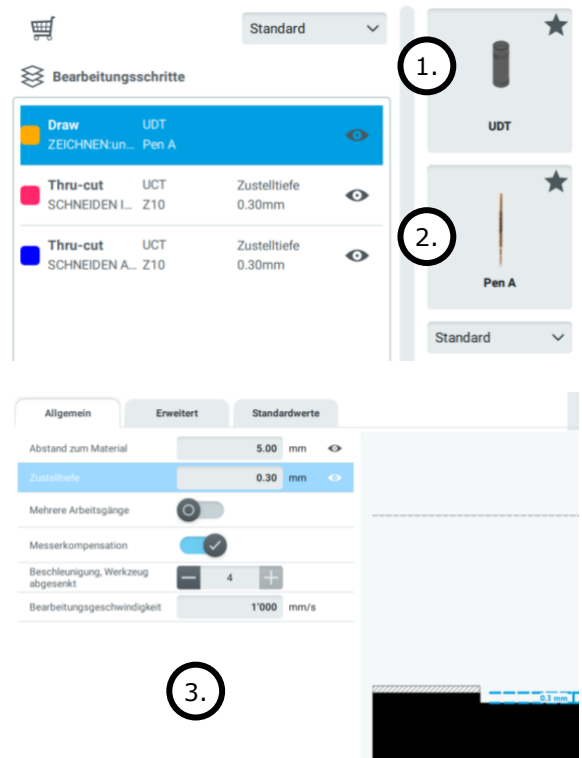 Standard
Bearbeitungsschritte
Draw UDT
ZEICHNEN:un... Pen A
Thru-cut UCT Zustelltiefe
SCHNEIDEN I... Z10 0.30mm
Thru-cut UCT Zustelltiefe
SCHNEIDEN A... Z10 0.30mm
1.
UDT
2.
Pen A
Standard
Allgemein Erweitert Standardwerte
Abstand zum Material 5.00 mm
Zustelltiefe 0.30 mm
Mehrere Arbeitsgänge
Messerkompensation
Beschleunigung, Werkzeug
abgesenkt 4
Bearbeitungsgeschwindigkeit 1'000 mm/s
3.
0.3 mm